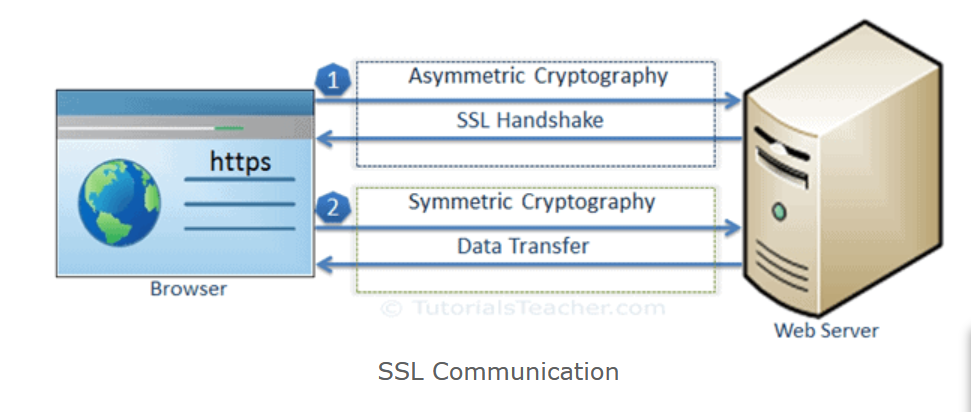 1
Asymmetric Cryptography
SSL Handshake
https
2
Symmetric Cryptography
Data Transfer
Browser
© TutorialsTeacher.com
Web Server
SSL Communication